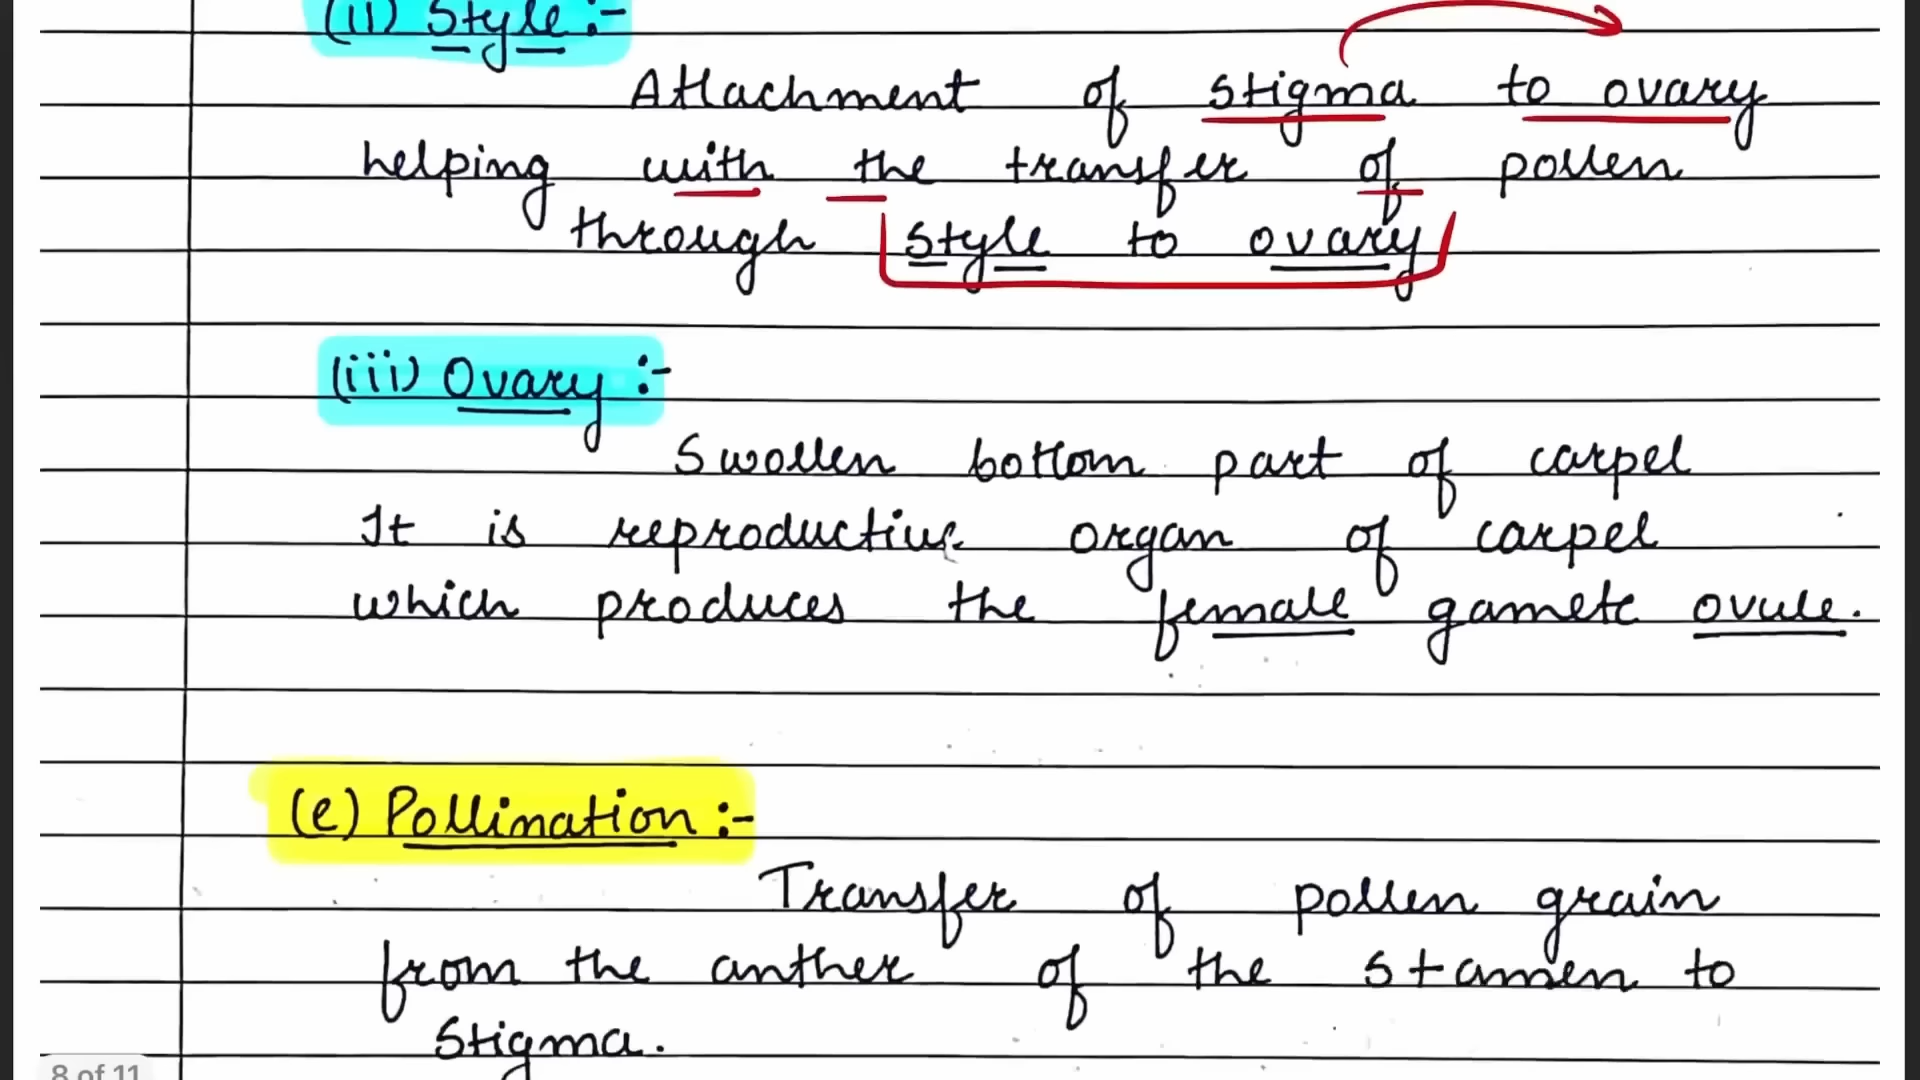 (ii) Style :-
Attachment of stigma to ovary
helping with the transfer of pollen
through style to ovary
(iii) Ovary :-
Swollen bottom part of carpel
It is reproductive organ of carpel
which produces the female gamete ovule.
(e) Pollination :-
Transfer of pollen grain
from the anther of the stamen to
Stigma.
8 of 11